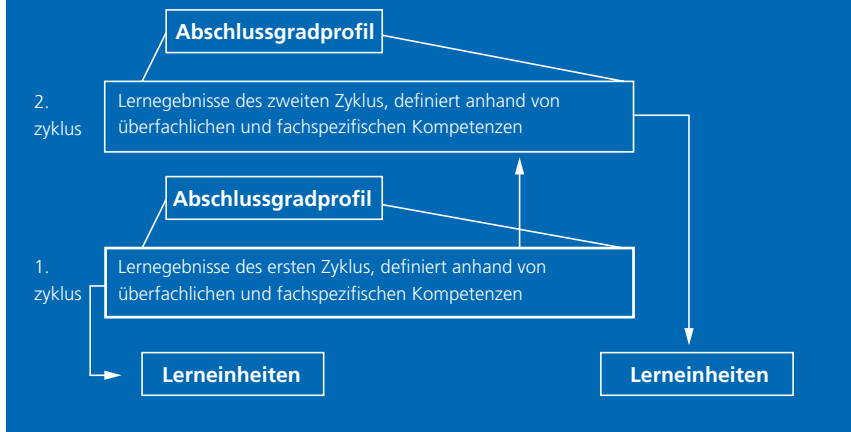 Abschlussgradprofil
2.
zyklus
Lernegebnisse des zweiten Zyklus, definiert anhand von
überfachlichen und fachspezifischen Kompetenzen
Abschlussgradprofil
1.
zyklus
Lernegebnisse des ersten Zyklus, definiert anhand von
überfachlichen und fachspezifischen Kompetenzen
Lerneinheiten
Lerneinheiten